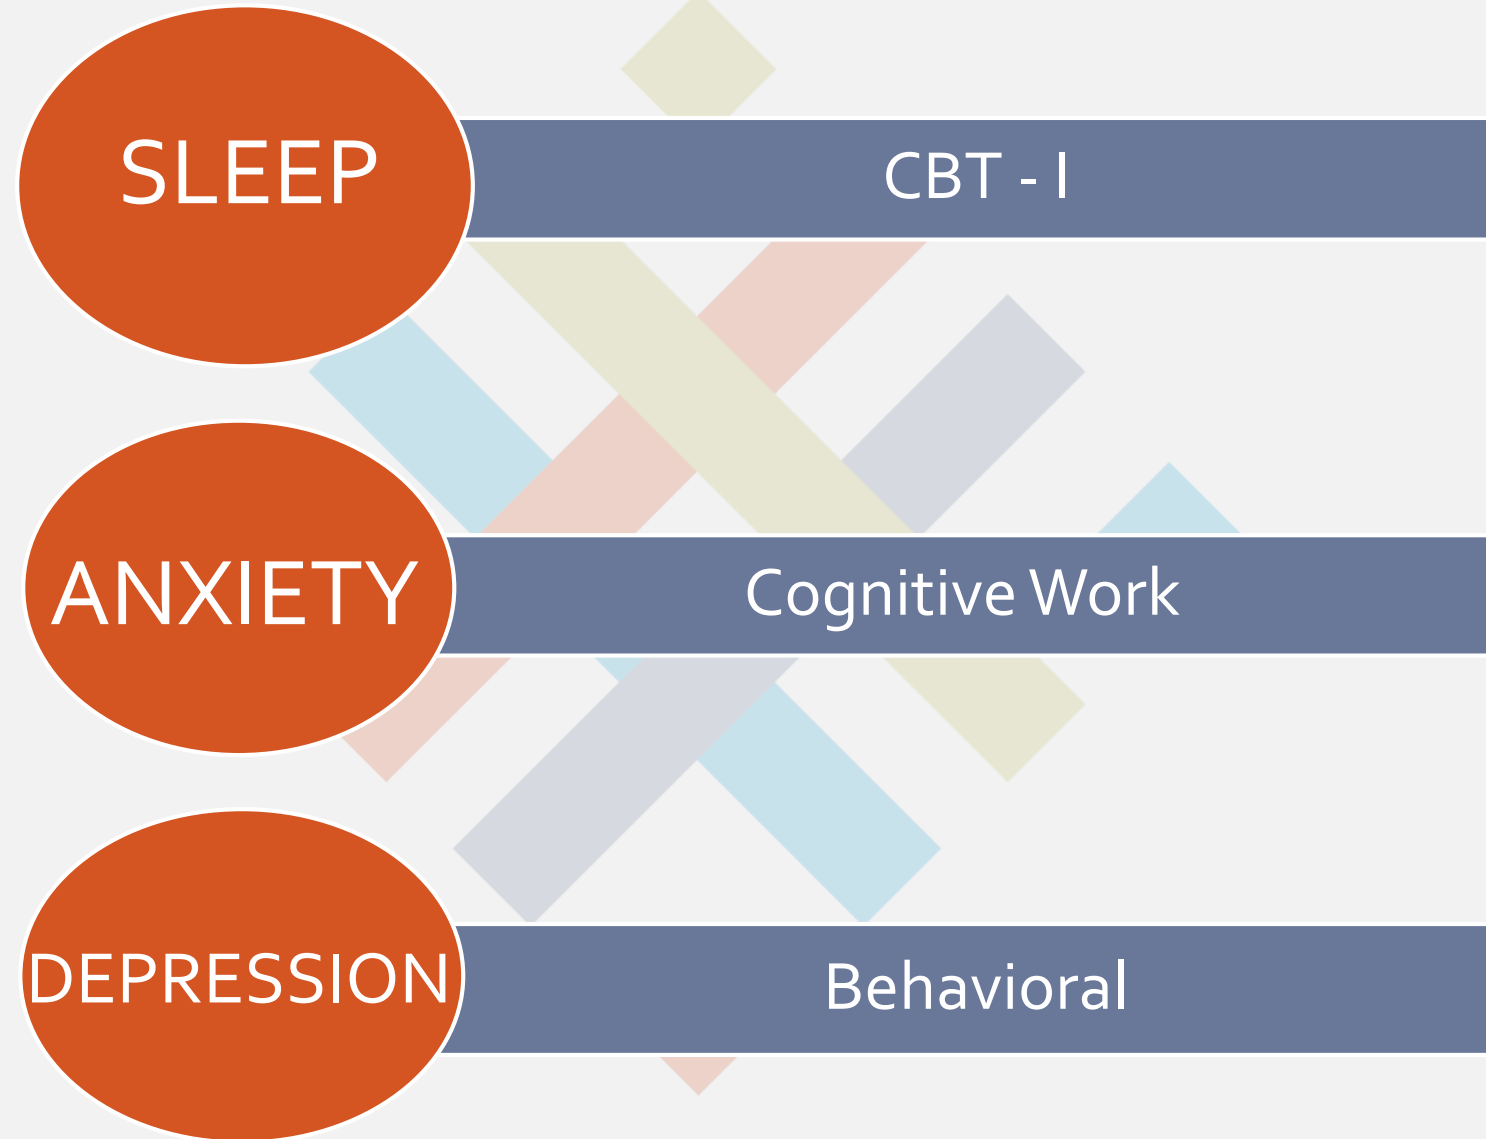 SLEEP
CBT - I
ANXIETY
Cognitive Work
DEPRESSION
Behavioral